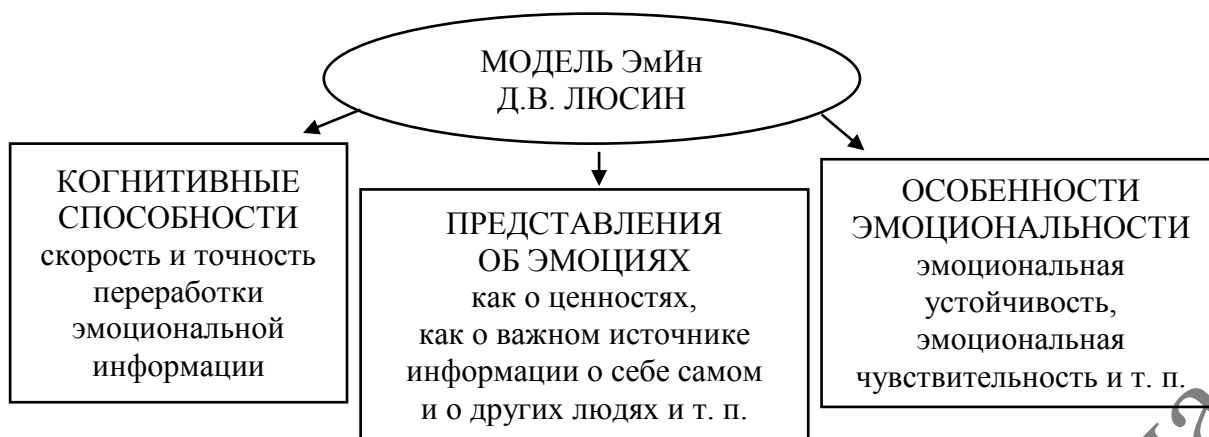 МОДЕЛЬ ЭмИн
Д.В. ЛЮСИН
КОГНИТИВНЫЕ
СПОСОБНОСТИ
скорость и точность
переработки
эмоциональной
информации
ПРЕДСТАВЛЕНИЯ
ОБ ЭМОЦИЯХ
как о ценностях,
как о важном источнике
информации о себе самом
и о других людях и т. п.
ОСОБЕННОСТИ
ЭМОЦИОНАЛЬНОСТИ
эмоциональная
устойчивость,
эмоциональная
чувствительность и т. п.